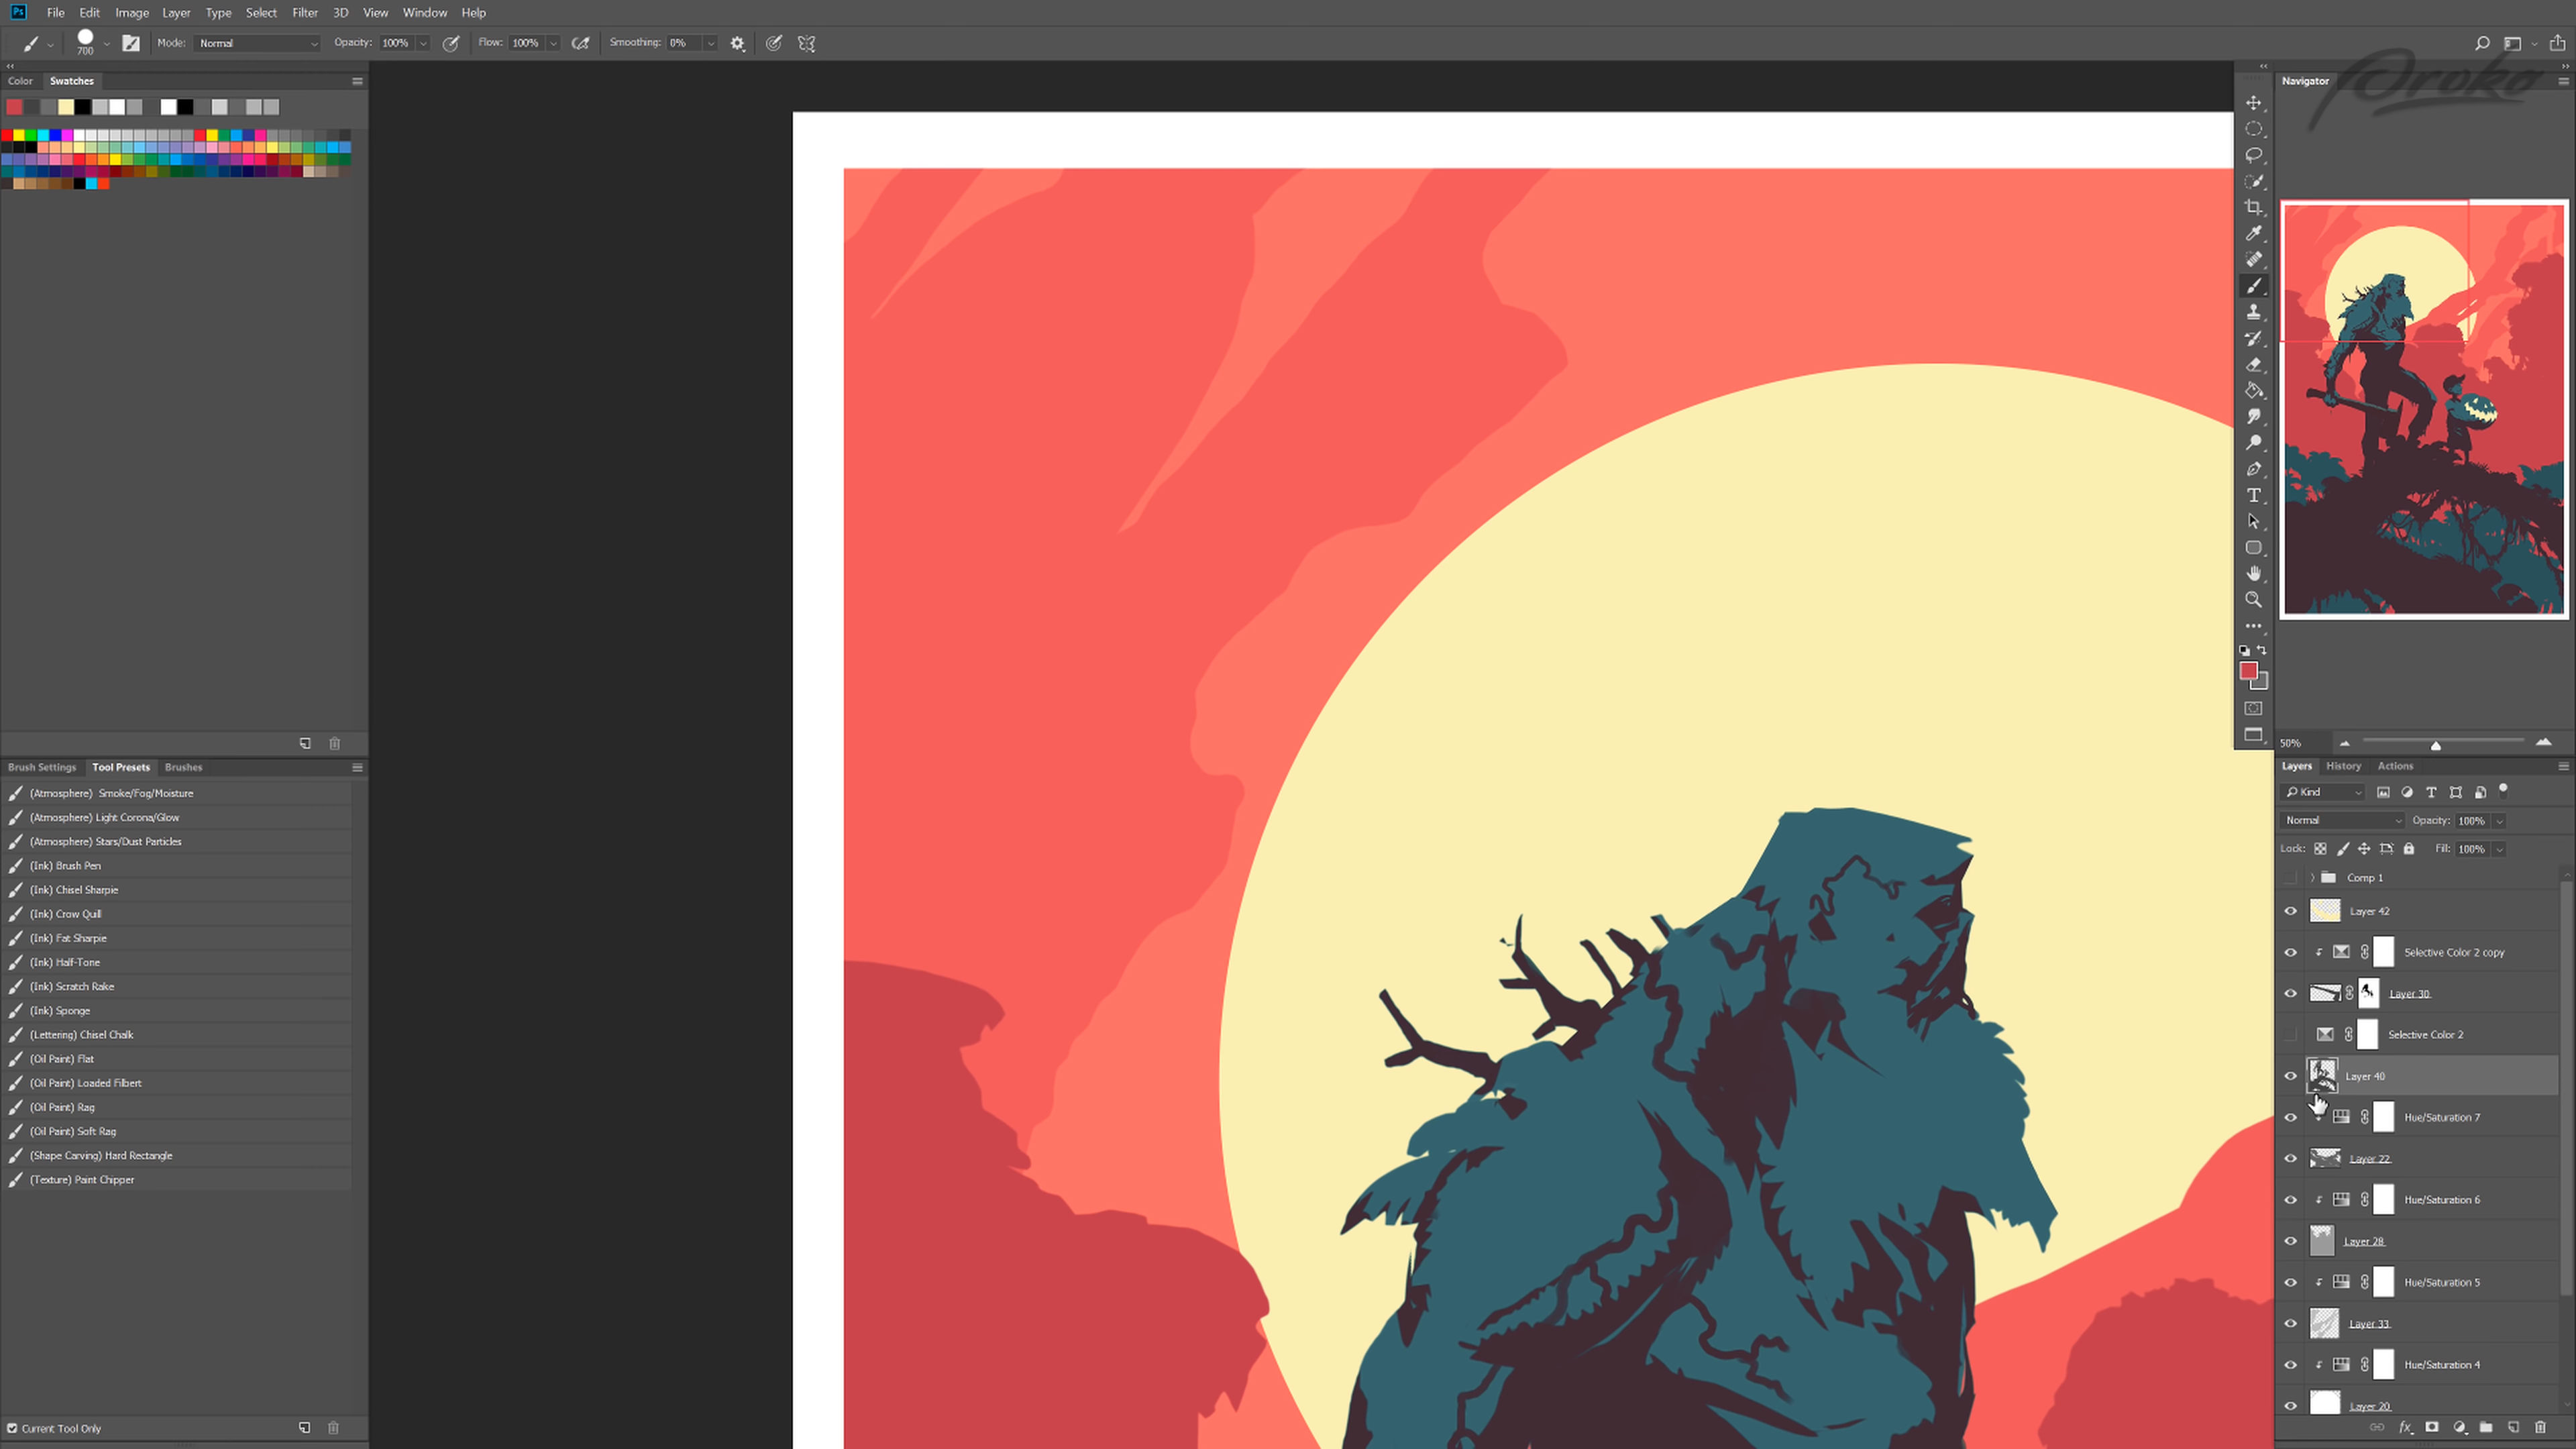 Ps File Edit Image Layer Type Select Filter 3D View Window Help
700 Mode: Normal Opacity: 100% Flow: 100% Smoothing: 0%
Proko
Color Swatches
Navigator
50%
Brush Settings Tool Presets Brushes
(Atmosphere) Smoke/Fog/Moisture
(Atmosphere) Light Corona/Glow
(Atmosphere) Stars/Dust Particles
(Ink) Brush Pen
(Ink) Chisel Sharpie
(Ink) Crow Quill
(Ink) Fat Sharpie
(Ink) Half-Tone
(Ink) Scratch Rake
(Ink) Sponge
(Lettering) Chisel Chalk
(Oil Paint) Flat
(Oil Paint) Loaded Filbert
(Oil Paint) Rag
(Oil Paint) Soft Rag
(Shape Carving) Hard Rectangle
(Texture) Paint Chipper
Current Tool Only
Layers History Actions
Kind
Normal Opacity: 100%
Lock: Fill: 100%
Comp 1
Layer 42
Selective Color 2 copy
Layer 30
Selective Color 2
Layer 40
Hue/Saturation 7
Layer 22
Hue/Saturation 6
Layer 28
Hue/Saturation 5
Layer 33
Hue/Saturation 4
Layer 20
fx